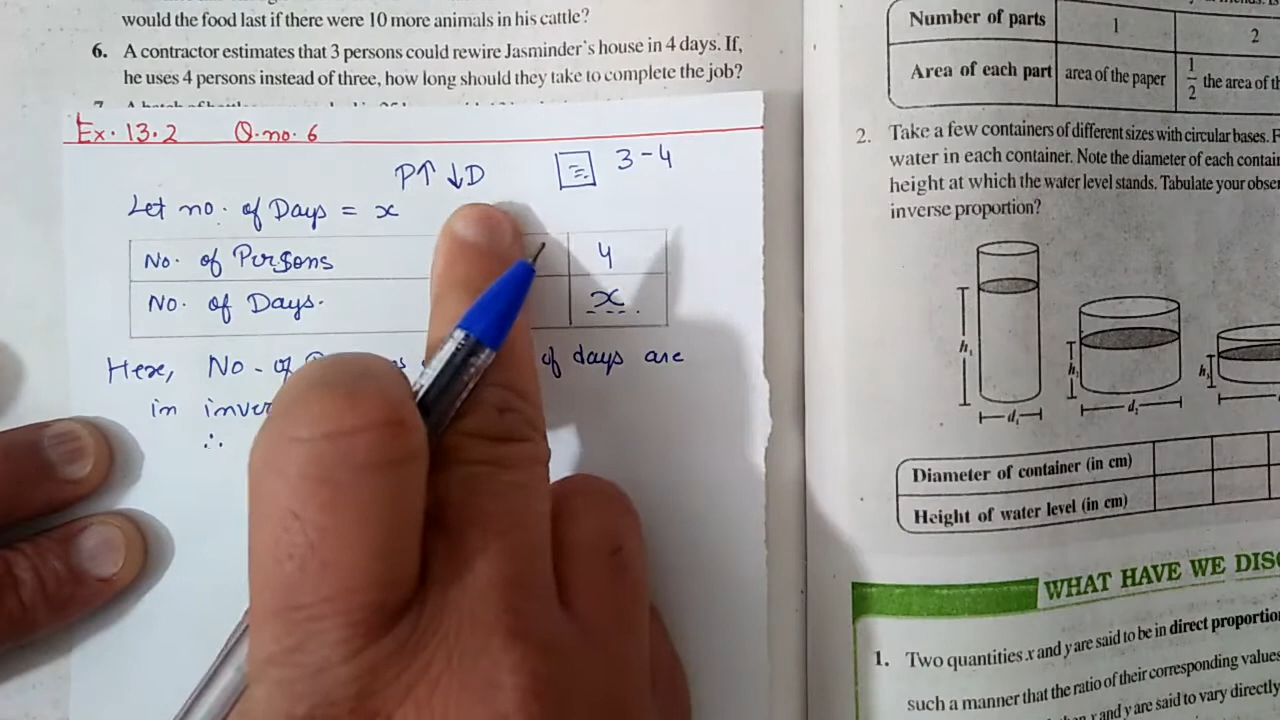 would the food last if there were 10 more animals in his cattle?
6. A contractor estimates that 3 persons could rewire Jasminder's house in 4 days. If,
he uses 4 persons instead of three, how long should they take to complete the job?
Ex. 13.2 Q.no. 6
P↑ ↓D 3-4
Let no. of Days = x
No. of Persons 4
No. of Days. x
Here, No. of of days are
in
∴
Number of parts 1 2
Area of each part area of the paper 1/2 the area of
2. Take a few containers of different sizes with circular bases.
water in each container. Note the diameter of each
height at which the water level stands. Tabulate your
inverse proportion?
h₁ d₁
h d₂
h
Diameter of container (in cm)
Height of water level (in cm)
WHAT HAVE WE
1. Two quantities x and y are said to be in direct
such a manner that the ratio of their corresponding values
x and y are said to vary directly